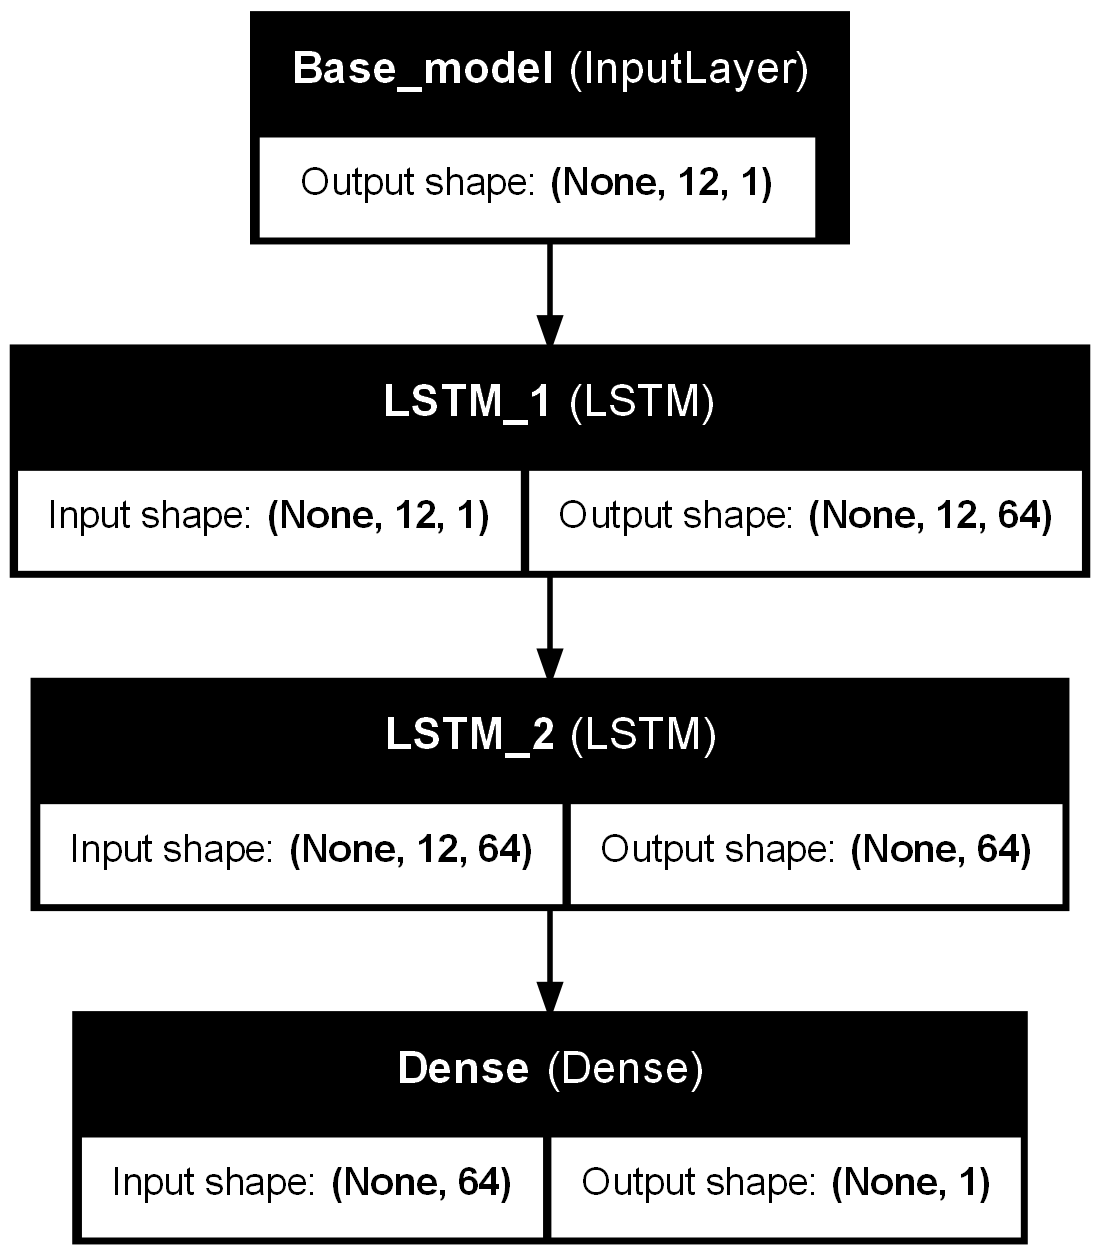 Base_model (InputLayer)
Output shape: (None, 12, 1)
LSTM_1 (LSTM)
Input shape: (None, 12, 1) Output shape: (None, 12, 64)
LSTM_2 (LSTM)
Input shape: (None, 12, 64) Output shape: (None, 64)
Dense (Dense)
Input shape: (None, 64) Output shape: (None, 1)